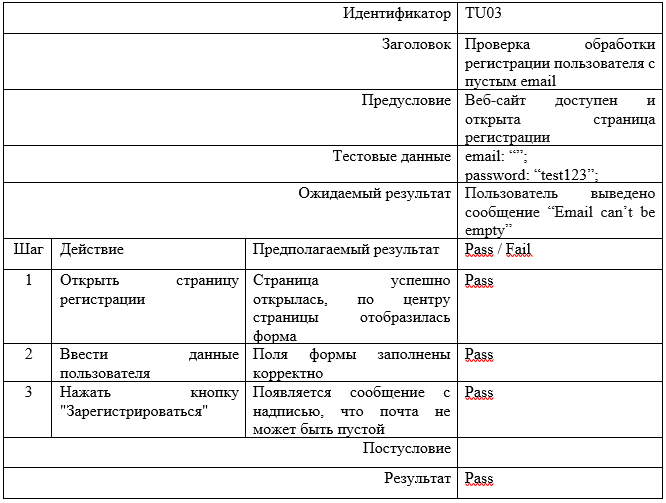 Идентификатор TU03
Заголовок Проверка обработки
регистрации пользователя с
пустым email
Предусловие Веб-сайт доступен и
открыта страница
регистрации
Тестовые данные email: “”;
password: “test123”;
Ожидаемый результат Пользователь выведено
сообщение “Email can’t be
empty”
Шаг Действие Предполагаемый результат Pass / Fail
1 Открыть страницу Страница успешно Pass
регистрации открылась, по центру
страницы отобразилась
форма
2 Ввести данные Поля формы заполнены Pass
пользователя корректно
3 Нажать кнопку Появляется сообщение с Pass
"Зарегистрироваться" надписью, что почта не
может быть пустой
Постусловие
Результат Pass